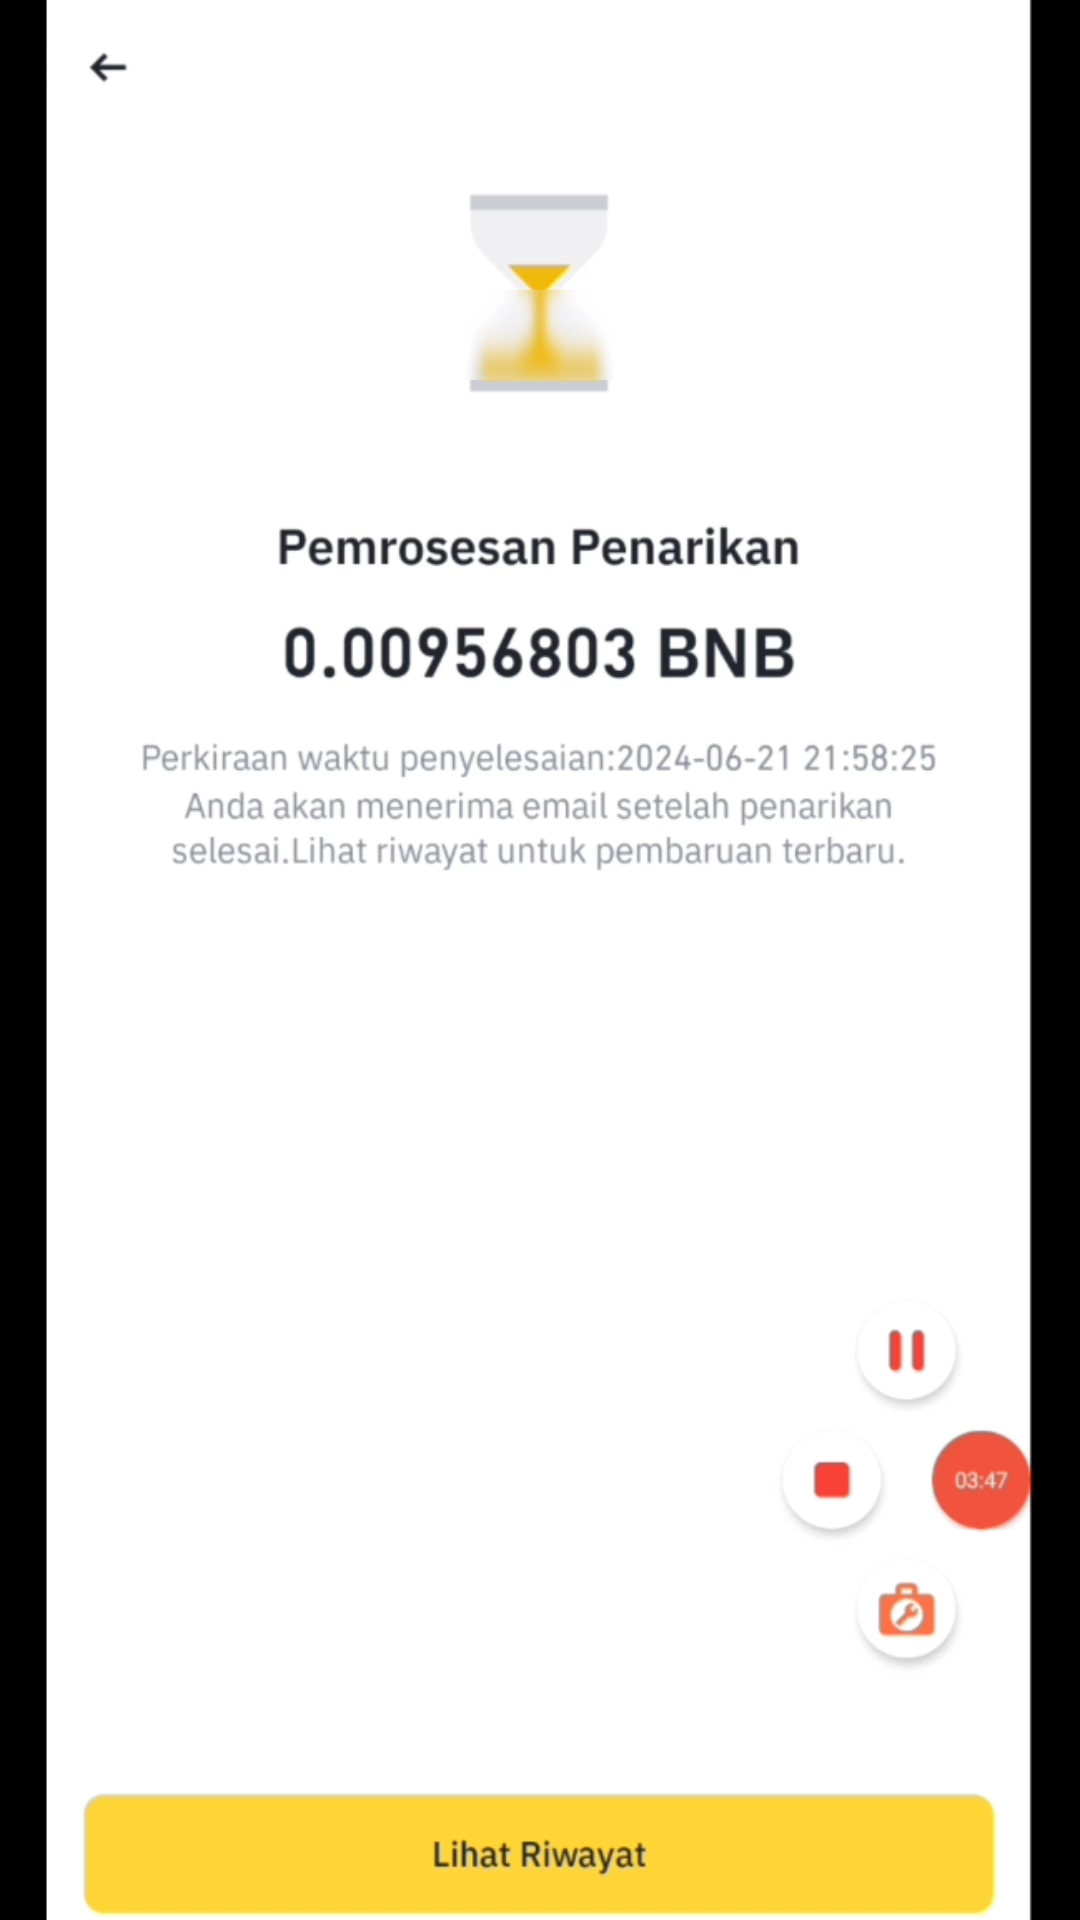 Pemrosesan Penarikan
0.00956803 BNB
Perkiraan waktu penyelesaian:2024-06-21 21:58:25
Anda akan menerima email setelah penarikan
selesai.Lihat riwayat untuk pembaruan terbaru.
03:47
Lihat Riwayat